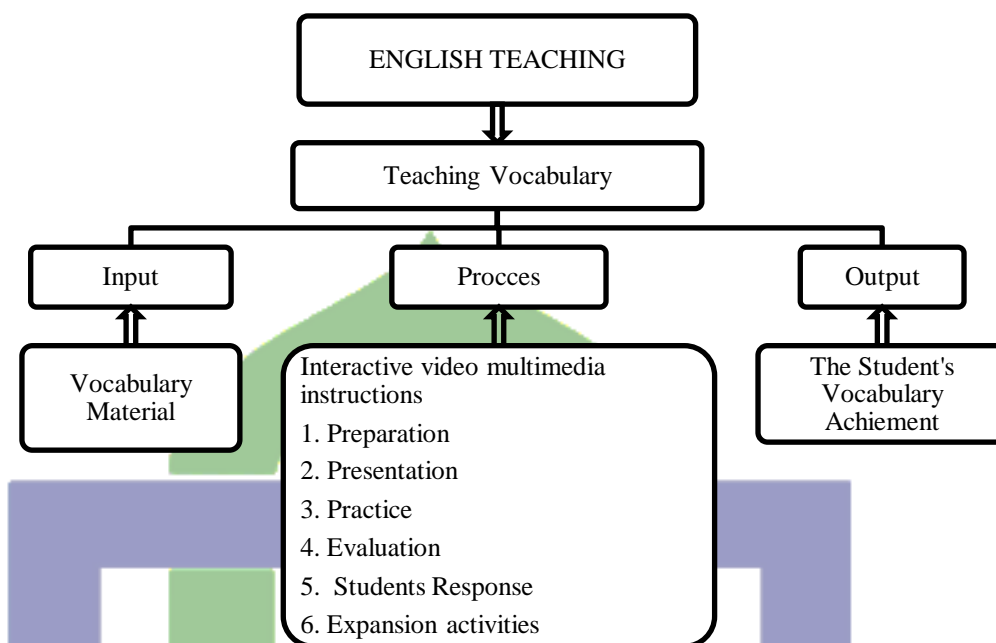 ENGLISH TEACHING
Teaching Vocabulary
Input
Procces
Output
Vocabulary
Material
Interactive video multimedia
instructions
1. Preparation
2. Presentation
3. Practice
4. Evaluation
5. Students Response
6. Expansion activities
The Student's
Vocabulary
Achiement